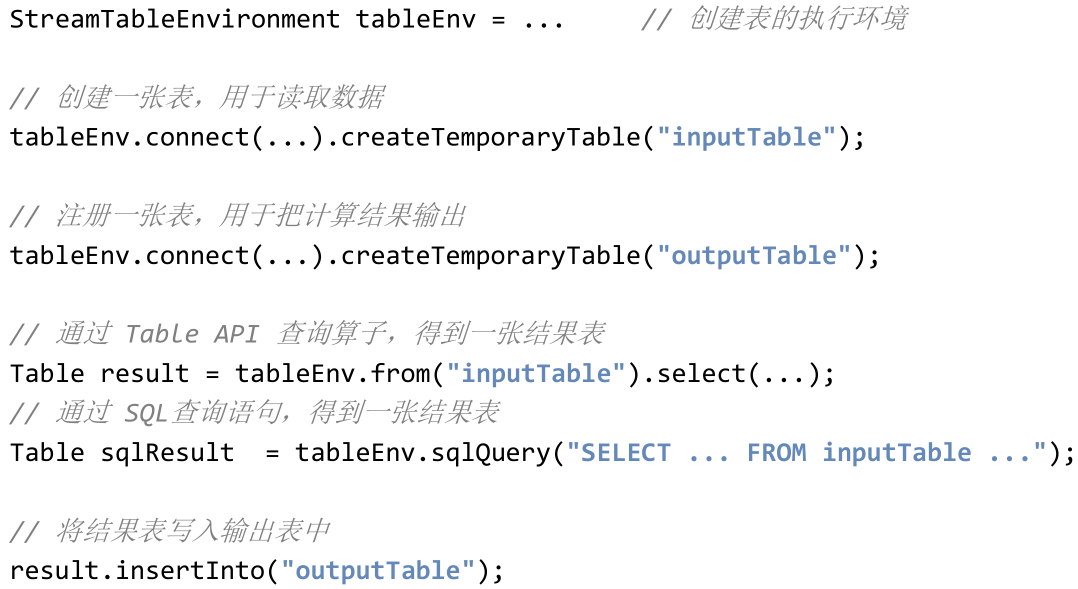 StreamTableEnvironment tableEnv = ...     // 创建表的执行环境
// 创建一张表，用于读取数据
tableEnv.connect(...).createTemporaryTable("inputTable");
// 注册一张表，用于把计算结果输出
tableEnv.connect(...).createTemporaryTable("outputTable");
// 通过 Table API 查询算子，得到一张结果表
Table result = tableEnv.from("inputTable").select(...);
// 通过 SQL查询语句，得到一张结果表
Table sqlResult  = tableEnv.sqlQuery("SELECT ... FROM inputTable ...");
// 将结果表写入输出表中
result.insertInto("outputTable");